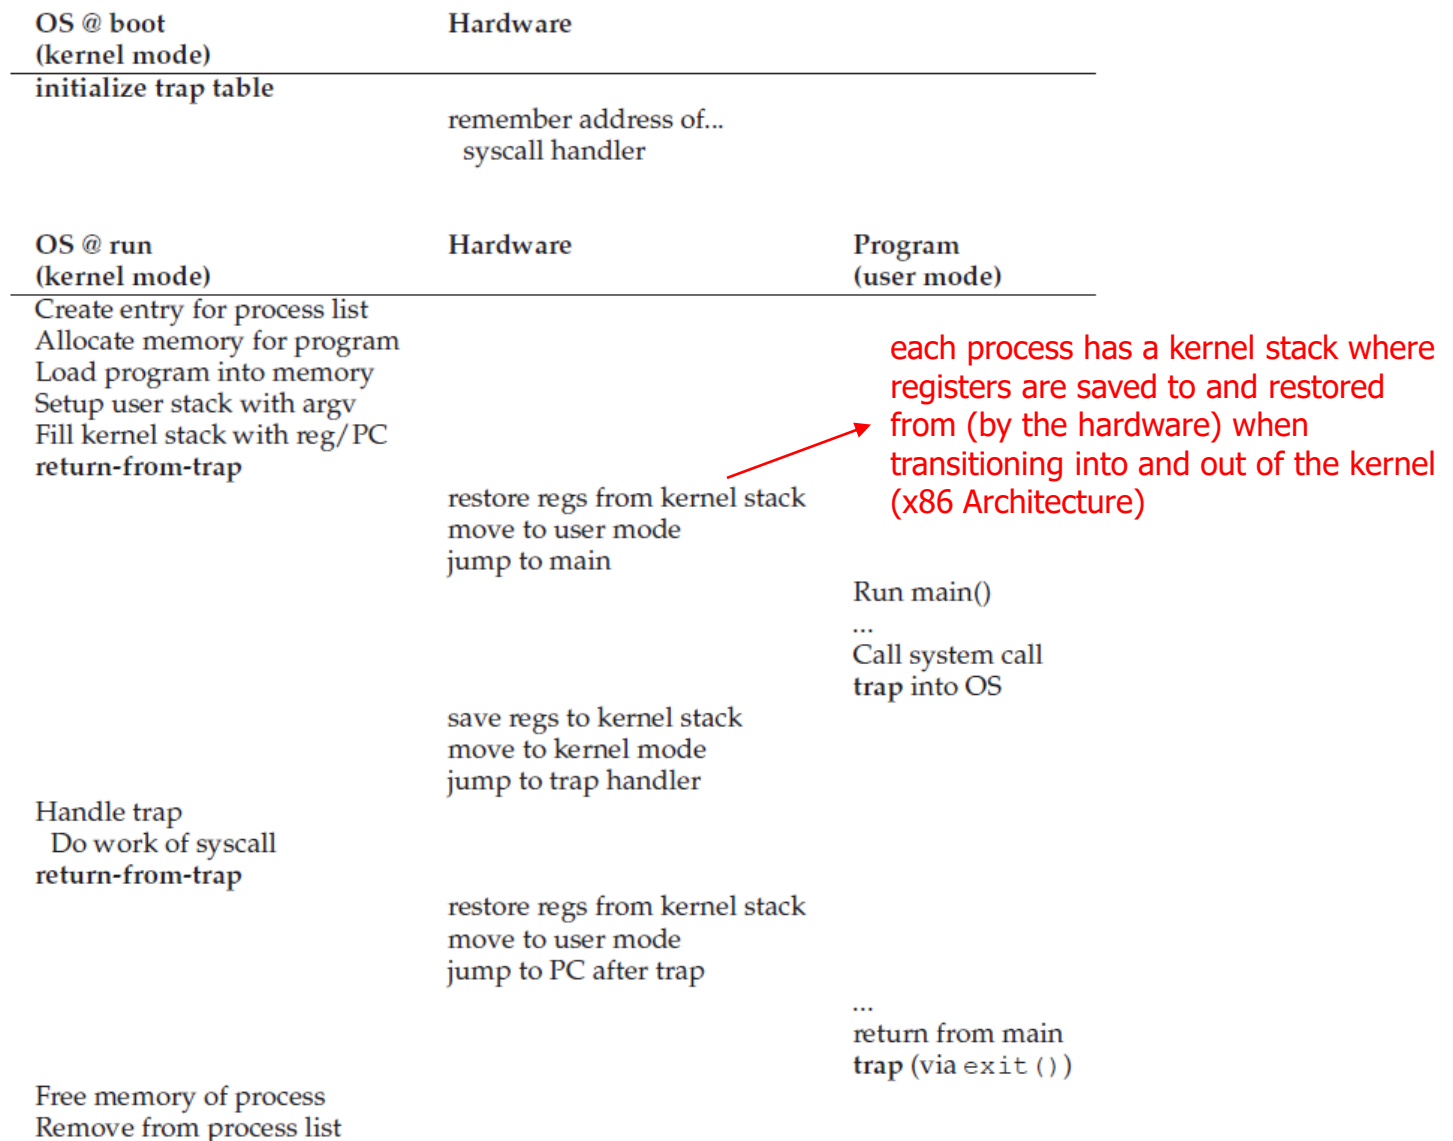 OS @ boot Hardware
(kernel mode)
initialize trap table
remember address of...
syscall handler
OS @ run Hardware Program
(kernel mode) (user mode)
Create entry for process list
Allocate memory for program
Load program into memory
Setup user stack with argv
Fill kernel stack with reg/PC
return-from-trap
each process has a kernel stack where
registers are saved to and restored
from (by the hardware) when
transitioning into and out of the kernel
(x86 Architecture)
restore regs from kernel stack
move to user mode
jump to main
Run main()
...
Call system call
trap into OS
save regs to kernel stack
move to kernel mode
jump to trap handler
Handle trap
Do work of syscall
return-from-trap
restore regs from kernel stack
move to user mode
jump to PC after trap
...
return from main
trap (via exit())
Free memory of process
Remove from process list